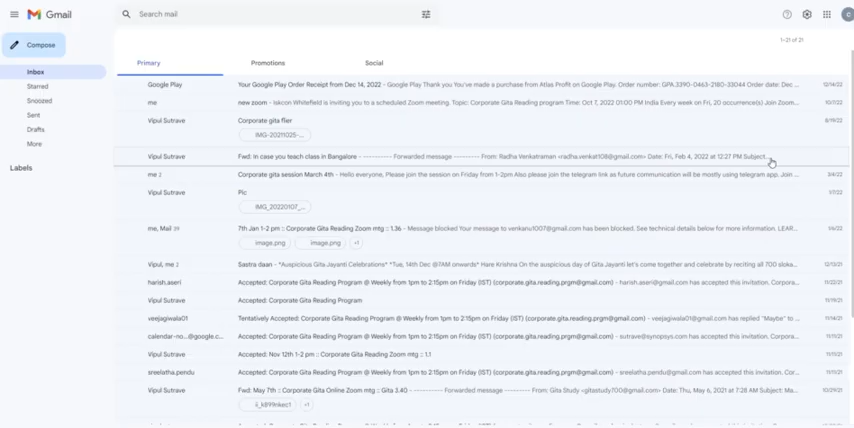 Gmail
Search mail
Compose
1–21 of 21
Inbox
Starred
Snoozed
Sent
Drafts
More
Labels
Primary Promotions Social
Google Play Your Google Play Order Receipt from Dec 14, 2022 - Google Play Thank you You've made a purchase from Atlas Proffit on Google Play. Order number: GPA.3390-0463-2180-33044 Order date: Dec ... 12/14/22
me new zoom - Iskcon Whitefield is inviting you to a scheduled Zoom meeting. Topic: Corporate Gita Reading program Time: Oct 7, 2022 01:00 PM India Every week on Fri, 20 occurrence(s) Join Zoom... 10/7/22
Vipul Sutrave Corporate gita flier 8/19/22
IMG-20211025-...
Vipul Sutrave Fwd: In case you teach class in Bangalore - ---------- Forwarded message --------- From: Radha Venkatraman <radha.venkat108@gmail.com> Date: Fri, Feb 4, 2022 at 12:27 PM Subject...
me 2 Corporate gita session March 4th - Hello everyone, Please join the session on Friday from 1-2pm Also please join the telegram link as future communication will be mostly using telegram app. Join ... 3/4/22
Vipul Sutrave Pic 1/7/22
IMG_20220107_...
me, Mail 39 7th Jan 1-2 pm :: Corporate Gita Reading Zoom mtg :: 1.36 - Message blocked Your message to venkanu1007@gmail.com has been blocked. See technical details below for more information. LEAR... 1/6/22
image.png image.png +1
Vipul, me 2 Sastra daan - *Auspicious Gita Jayanti Celebrations* *Tue, 14th Dec @7AM onwards* Hare Krishna On the auspicious day of Gita Jayanti let's come together and celebrate by reciting all 700 sloka... 12/13/21
harish.aseri Accepted: Corporate Gita Reading Program @ Weekly from 1pm to 2:15pm on Friday (IST) (corporate.gita.reading.prgm@gmail.com) - harish.aseri@gmail.com has accepted this invitation. Corpora... 11/22/21
Vipul Sutrave Accepted: Corporate Gita Reading Program 11/19/21
veejagiwala01 Tentatively Accepted: Corporate Gita Reading Program @ Weekly from 1pm to 2:15pm on Friday (IST) (corporate.gita.reading.prgm@gmail.com) - veejagiwala01@gmail.com has replied "Maybe" to ... 11/14/21
calendar-no...@google.c... Accepted: Corporate Gita Reading Program @ Weekly from 1pm to 2:15pm on Friday (IST) (corporate.gita.reading.prgm@gmail.com) - sutrave@synopsys.com has accepted this invitation. Corpora... 11/11/21
Vipul Sutrave Accepted: Nov 12th 1-2 pm :: Corporate Gita Reading Zoom mtg :: 1.1 11/11/21
sreelatha.pendu Accepted: Corporate Gita Reading Program @ Weekly from 1pm to 2:15pm on Friday (IST) (corporate.gita.reading.prgm@gmail.com) - sreelatha.pendu@gmail.com has accepted this invitation. Cor... 11/11/21
Vipul Sutrave Fwd: May 7th :: Corporate Gita Online Zoom mtg :: Gita 3.40 - ---------- Forwarded message --------- From: Gita Study <gitastudy700@gmail.com> Date: Thu, May 6, 2021 at 7:28 AM Subject: Ma... 10/29/21
ii_k899nkec1 +1